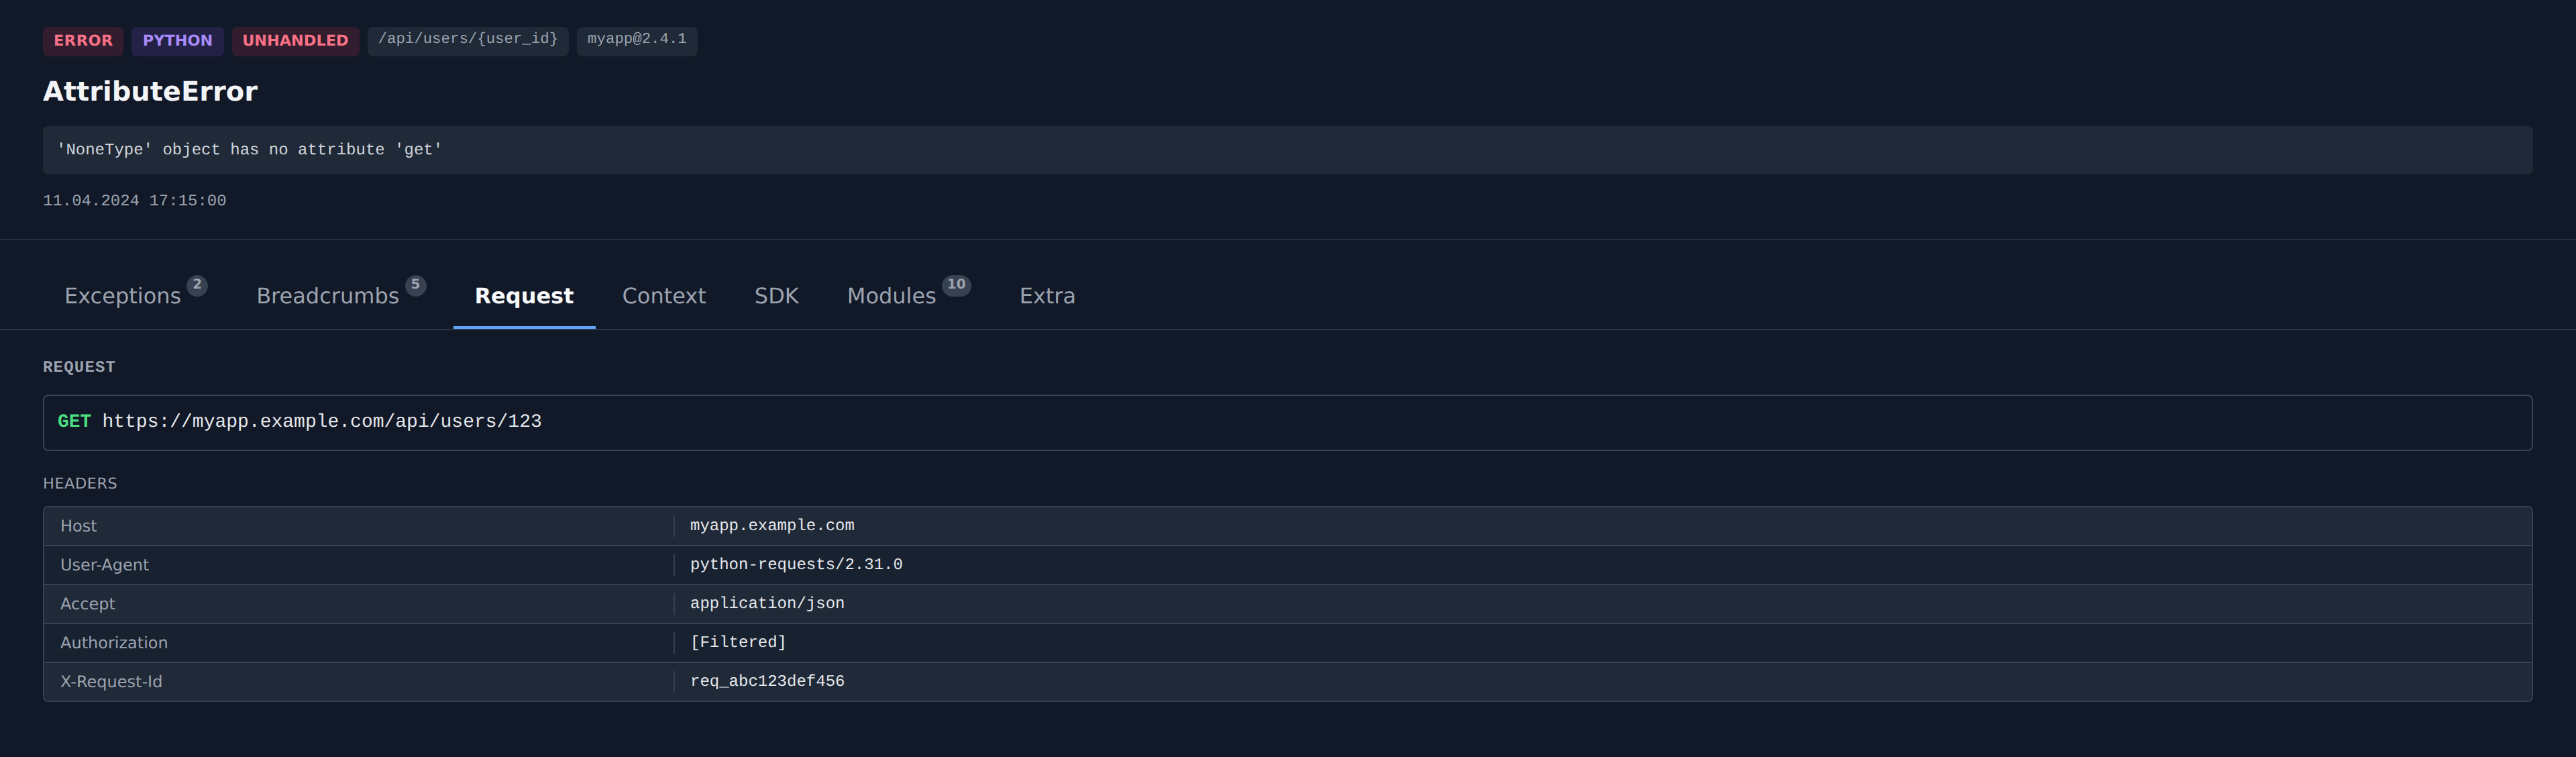 ERROR PYTHON UNHANDLED /api/users/{user_id} myapp@2.4.1
AttributeError
'NoneType' object has no attribute 'get'
11.04.2024 17:15:00
Exceptions 2 Breadcrumbs 5 Request Context SDK Modules 10 Extra
REQUEST
GET https://myapp.example.com/api/users/123
HEADERS
Host myapp.example.com
User-Agent python-requests/2.31.0
Accept application/json
Authorization [Filtered]
X-Request-Id req_abc123def456